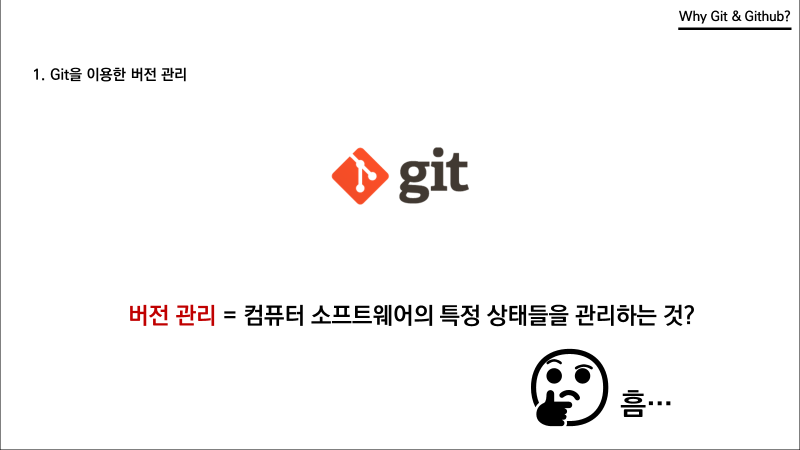 Why Git & Github?
1. Git을 이용한 버전 관리
git
버전 관리 = 컴퓨터 소프트웨어의 특정 상태들을 관리하는 것?
흠…